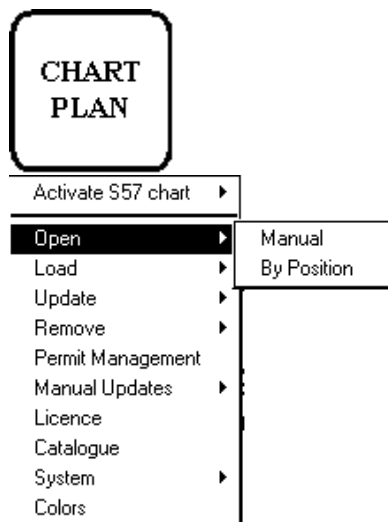 CHART
PLAN
Activate S57 chart
Open
Manual
Load
By Position
Update
Remove
Permit Management
Manual Updates
Licence
Catalogue
System
Colors